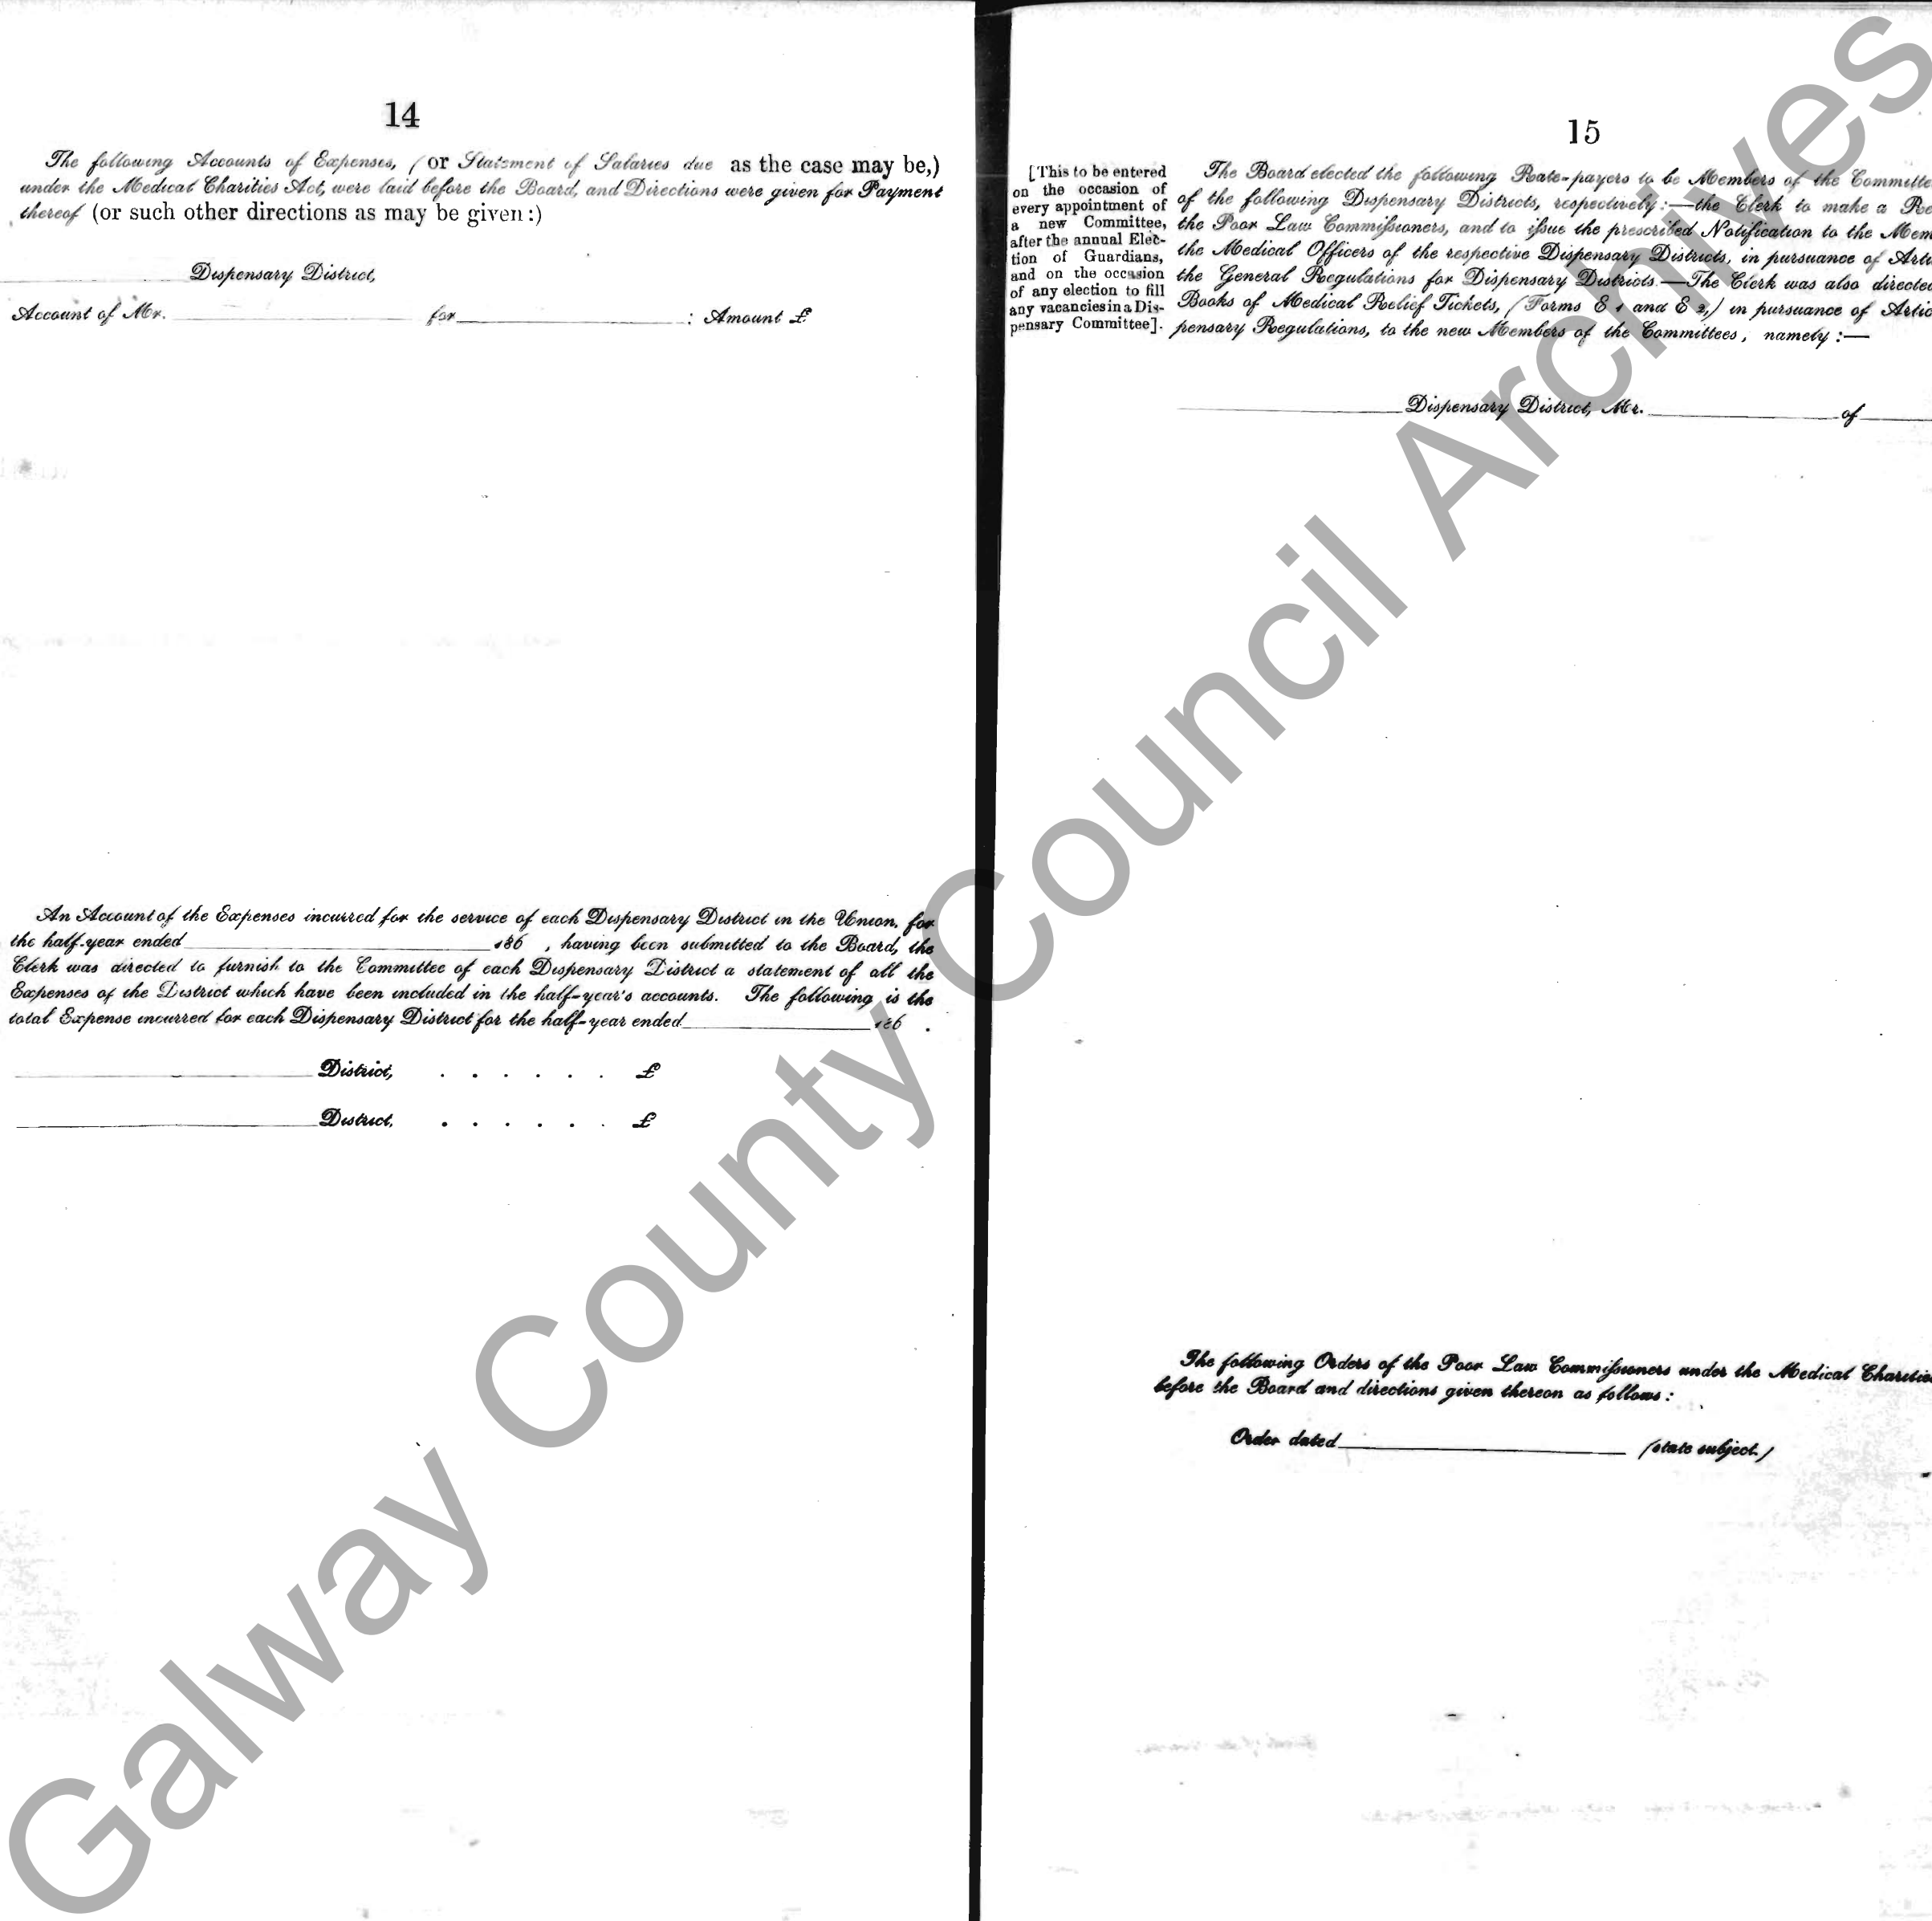 14
The following Accounts of Expenses, (or Statement of Salaries due as the case may be,)
under the Medical Charities Act, were laid before the Board, and Directions were given for Payment
thereof (or such other directions as may be given:)
Dispensary District,
Account of Mr. for : Amount £
An Account of the Expenses incurred for the service of each Dispensary District in the Union, for
the half-year ended 186 , having been submitted to the Board, the
Clerk was directed to furnish to the Committee of each Dispensary District a statement of all the
Expenses of the District which have been included in the half-year's accounts. The following is the
total Expense incurred for each Dispensary District for the half-year ended 186 .
District, . . . . . . £
District, . . . . . . £
15
[This to be entered
on the occasion of
every appointment of
a new Committee,
after the annual Elec-
tion of Guardians,
and on the occasion
of any election to fill
any vacancies in a Dis-
pensary Committee].
The Board elected the following Rate-payers to be Members of the Committe
of the following Dispensary Districts, respectively:—the Clerk to make a Re
the Poor Law Commissioners, and to issue the prescribed Notification to the Mem
the Medical Officers of the respective Dispensary Districts, in pursuance of Arti
the General Regulations for Dispensary Districts.—The Clerk was also directed
Books of Medical Relief Tickets, (Forms E 1 and E 2,) in pursuance of Artic
pensary Regulations, to the new Members of the Committees, namely:—
Dispensary District, Mr. of
The following Orders of the Poor Law Commissioners under the Medical Charitie
before the Board and directions given thereon as follows:
Order dated (state subject.)
Galway County Council Archives